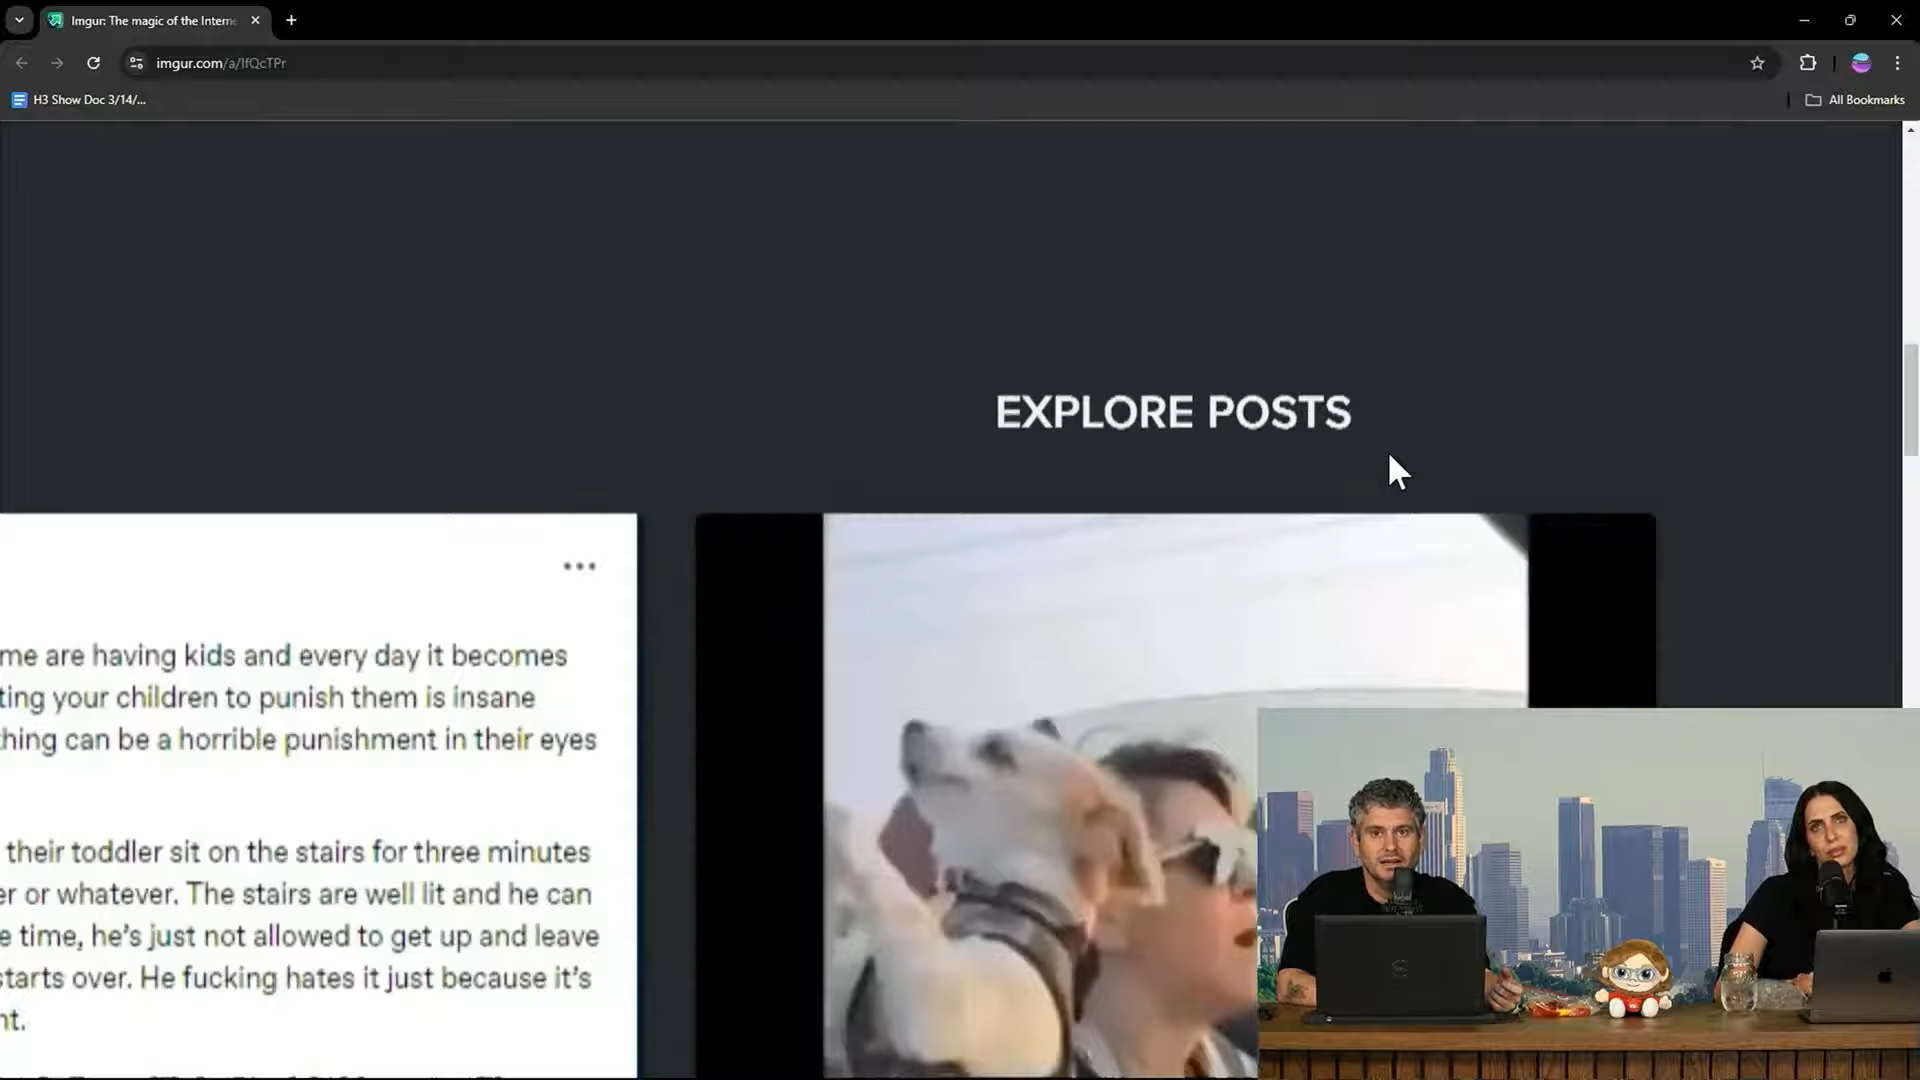 Imgur: The magic of the Interne
imgur.com/a/IfQcTPr
H3 Show Doc 3/14/...
All Bookmarks
EXPLORE POSTS
me are having kids and every day it becomes
ting your children to punish them is insane
thing can be a horrible punishment in their eyes
their toddler sit on the stairs for three minutes
er or whatever. The stairs are well lit and he can
e time, he's just not allowed to get up and leave
starts over. He fucking hates it just because it's
nt.